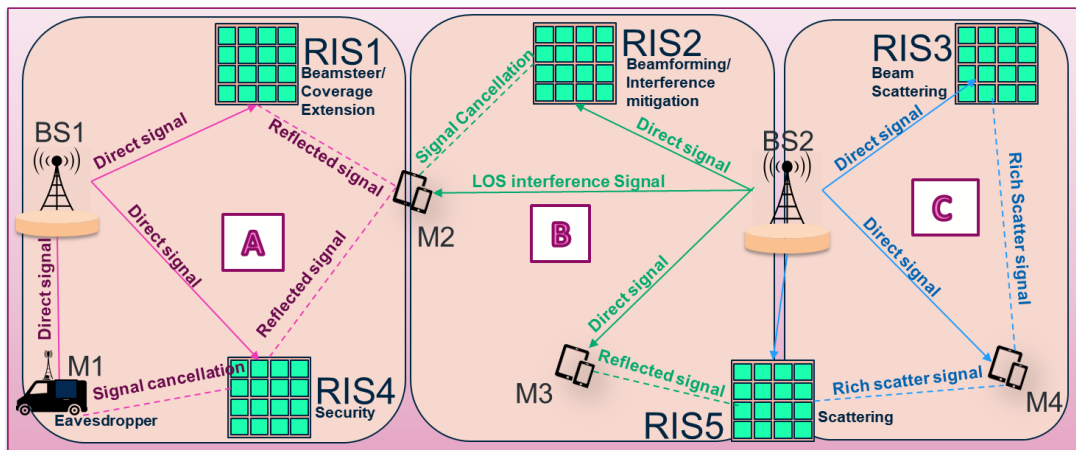 RIS1
Beamsteer/
Coverage
Extension
BS1
Direct signal
Reflected signal
Direct signal
A
Reflected signal
Direct signal
M1
Eavesdropper
Signal cancellation
RIS4
Security
M2
RIS2
Beamforming/
Interference
mitigation
Signal Cancellation
Direct signal
LOS interference Signal
B
Direct signal
M3
Reflected signal
RIS5
Scattering
BS2
RIS3
Beam
Scattering
Direct signal
C
Rich Scatter signal
Direct signal
Rich scatter signal
M4